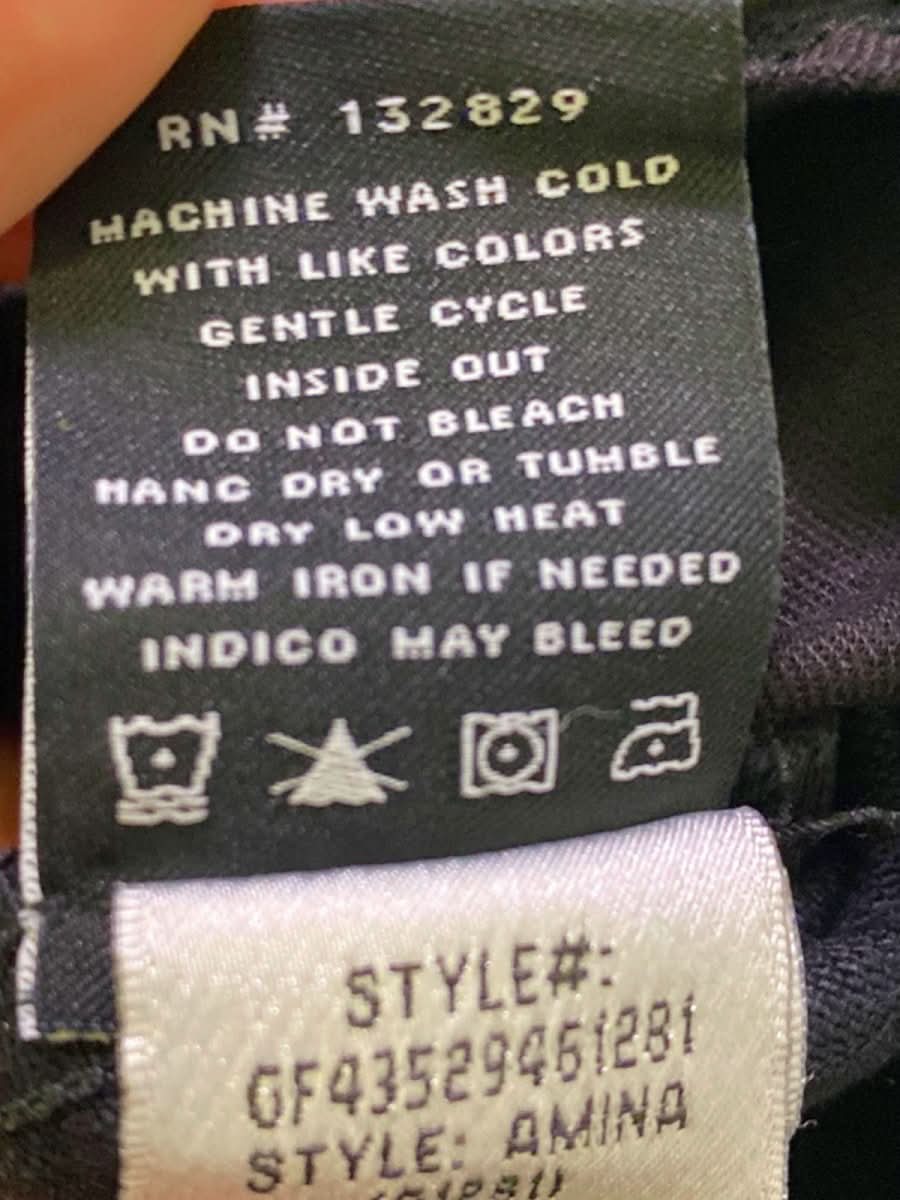 RN# 132829
MACHINE WASH COLD
WITH LIKE COLORS
GENTLE CYCLE
INSIDE OUT
DO NOT BLEACH
HANG DRY OR TUMBLE
DRY LOW HEAT
WARM IRON IF NEEDED
INDIGO MAY BLEED
STYLE#:
GF43529461281
STYLE: AMINA